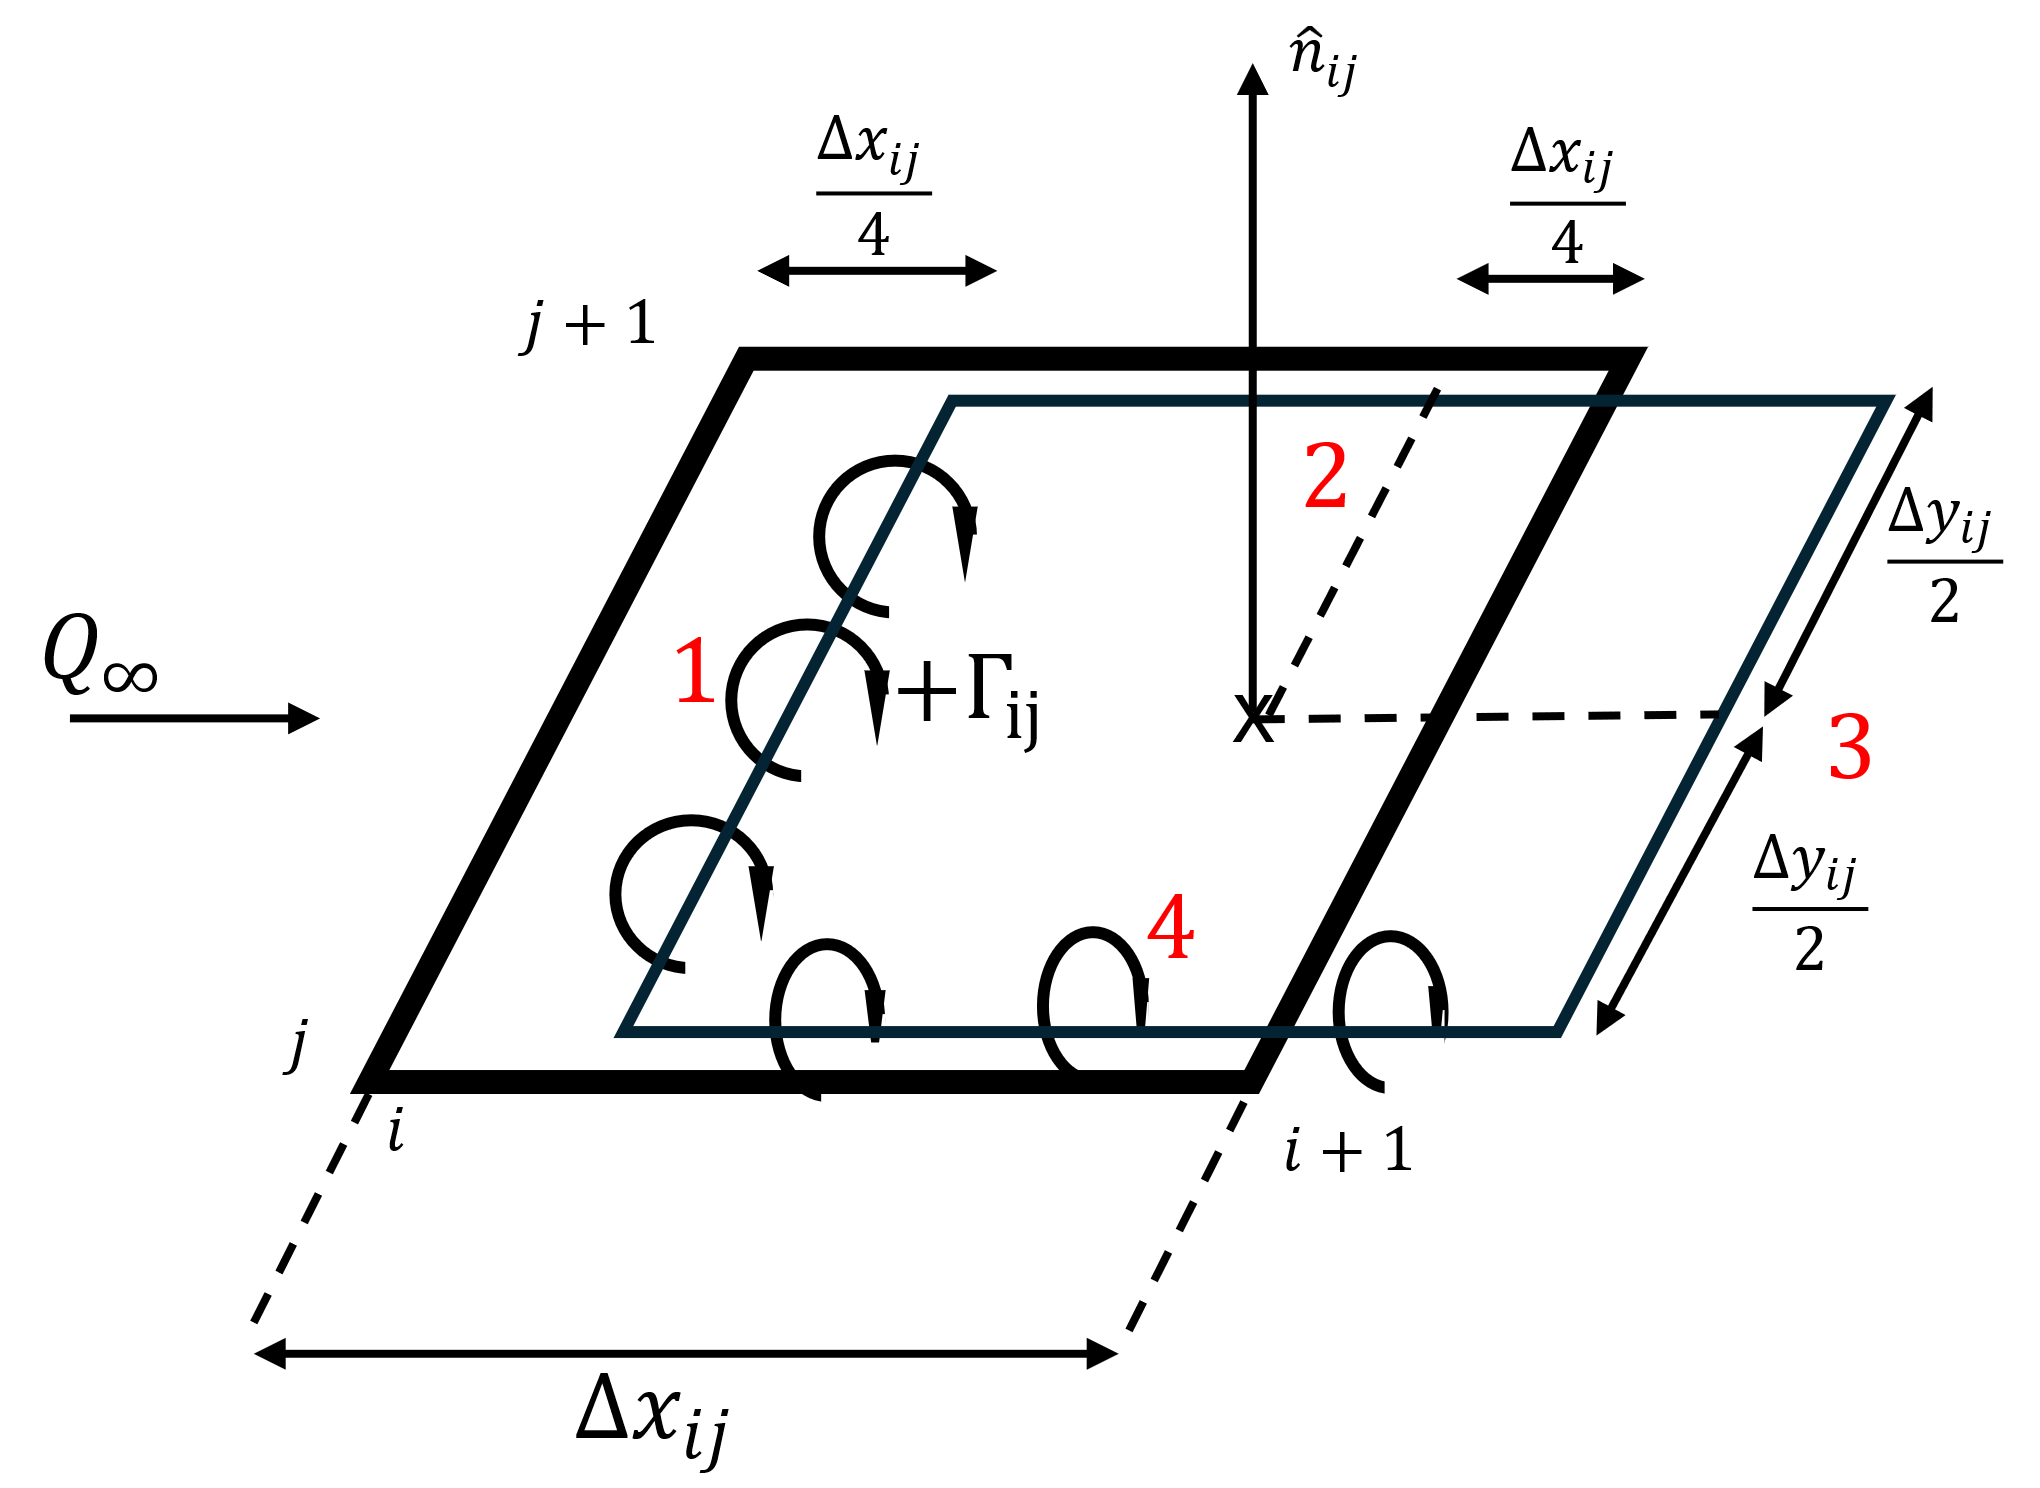 n̂ij
Δxij/4
Δxij/4
j + 1
2
Δyij/2
Q∞
1
+Γij
X
3
Δyij/2
4
j
i
i + 1
Δxij